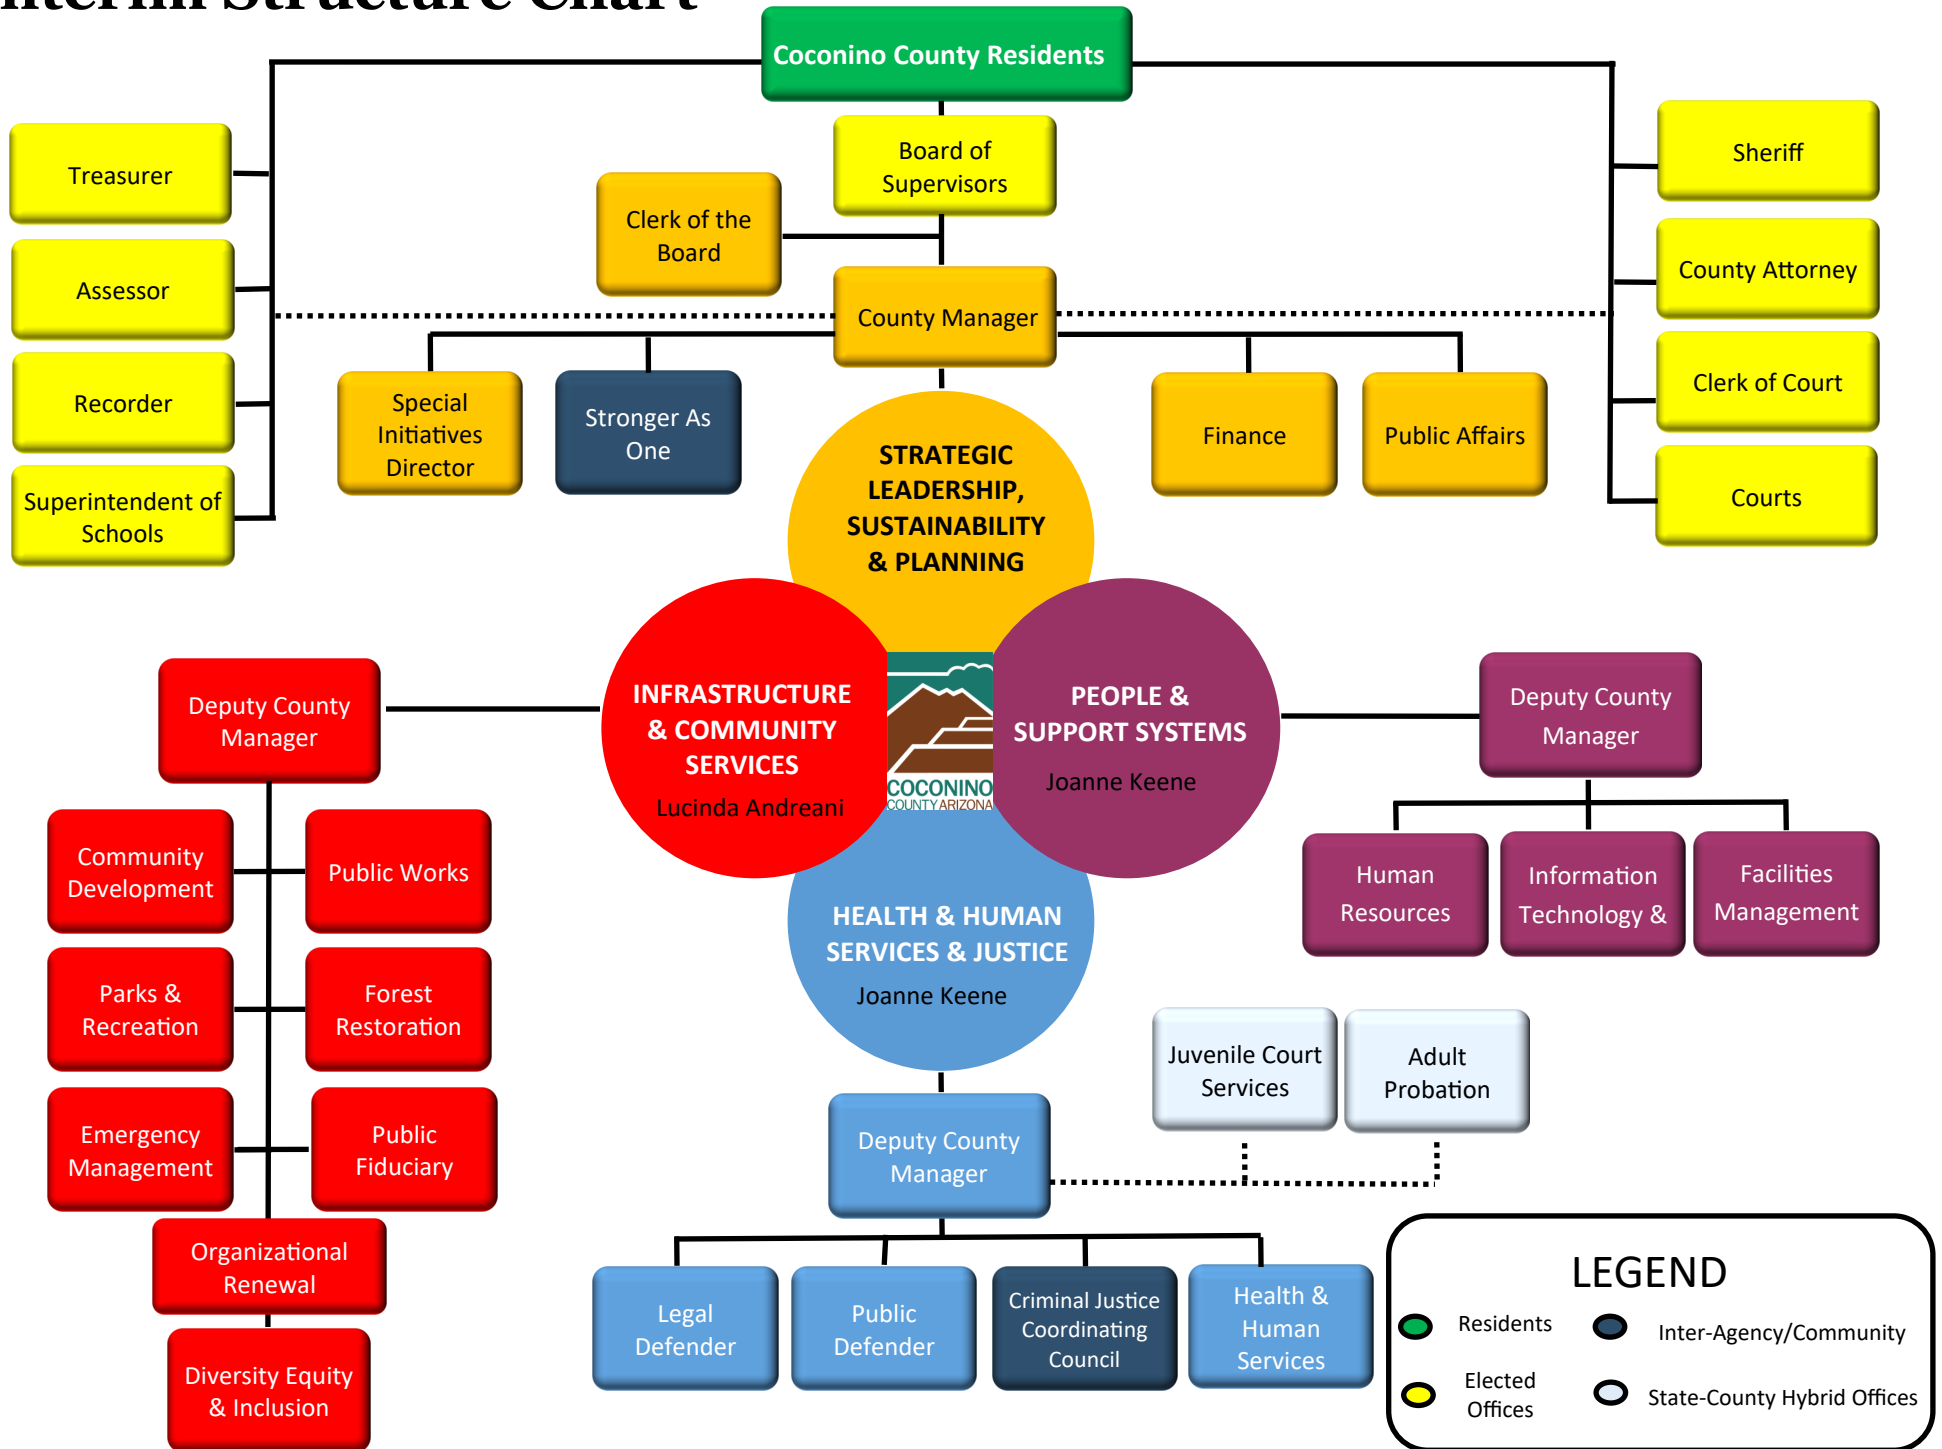 Interim Structure Chart
Coconino County Residents
Treasurer
Assessor
Recorder
Superintendent of
Schools
Board of
Supervisors
Clerk of the
Board
County Manager
Sheriff
County Attorney
Clerk of Court
Courts
Special
Initiatives
Director
Stronger As
One
Finance
Public Affairs
STRATEGIC
LEADERSHIP,
SUSTAINABILITY
& PLANNING
INFRASTRUCTURE
& COMMUNITY
SERVICES
Lucinda Andreani
COCONINO
COUNTY ARIZONA
PEOPLE &
SUPPORT SYSTEMS
Joanne Keene
HEALTH & HUMAN
SERVICES & JUSTICE
Joanne Keene
Deputy County
Manager
Community
Development
Public Works
Parks &
Recreation
Forest
Restoration
Emergency
Management
Public
Fiduciary
Organizational
Renewal
Diversity Equity
& Inclusion
Deputy County
Manager
Human
Resources
Information
Technology &
Facilities
Management
Juvenile Court
Services
Adult
Probation
Deputy County
Manager
Legal
Defender
Public
Defender
Criminal Justice
Coordinating
Council
Health &
Human
Services
LEGEND
Residents
Inter-Agency/Community
Elected
Offices
State-County Hybrid Offices